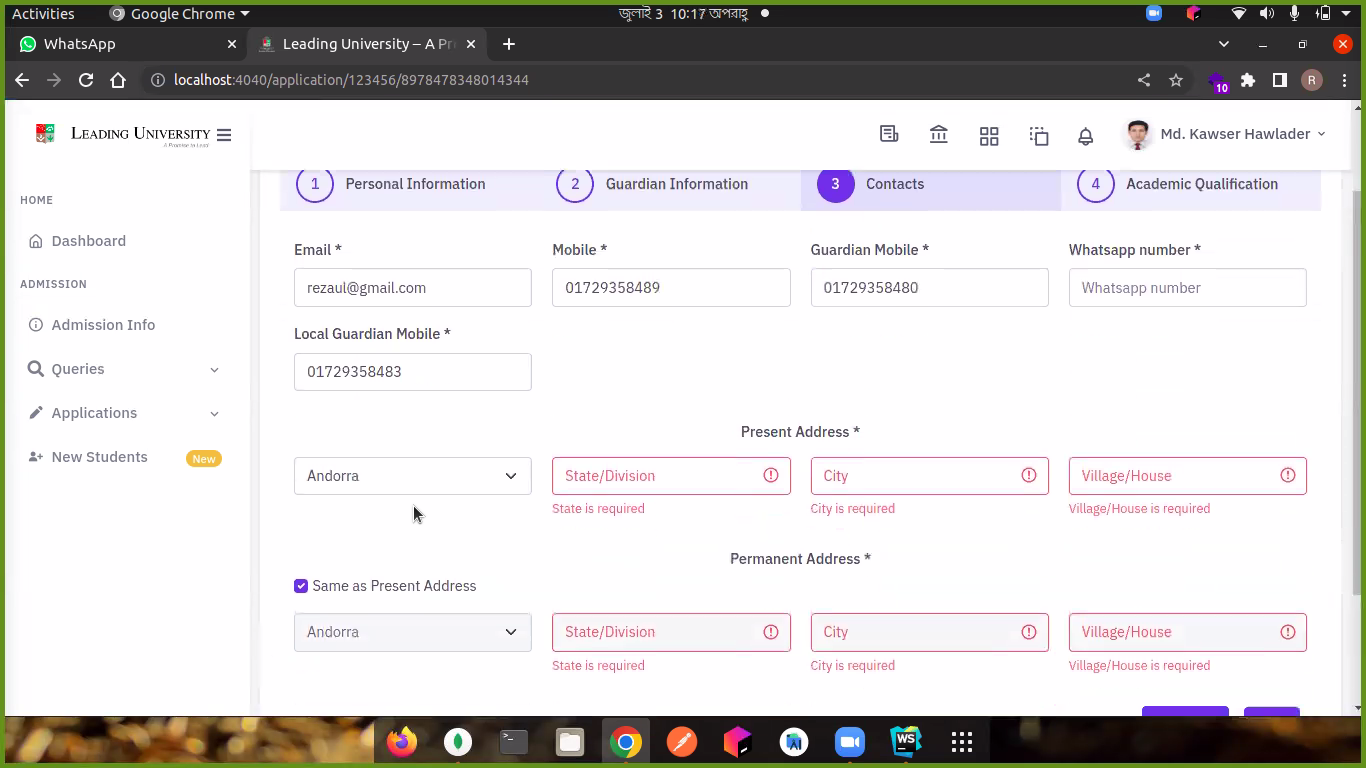 Activities
Google Chrome
জুলাই 3 10:17 অপরাহ্ণ
WhatsApp
Leading University – A Pr
localhost:4040/application/123456/8978478348014344
10
R
LEADING UNIVERSITY
A Promise to Lead
Md. Kawser Hawlader
HOME
Dashboard
ADMISSION
Admission Info
Queries
Applications
New Students
New
1 Personal Information
2 Guardian Information
3 Contacts
4 Academic Qualification
Email *
Mobile *
Guardian Mobile *
Whatsapp number *
rezaul@gmail.com
01729358489
01729358480
Whatsapp number
Local Guardian Mobile *
01729358483
Present Address *
Andorra
State/Division
City
Village/House
State is required
City is required
Village/House is required
Permanent Address *
Same as Present Address
Andorra
State/Division
City
Village/House
State is required
City is required
Village/House is required
WS